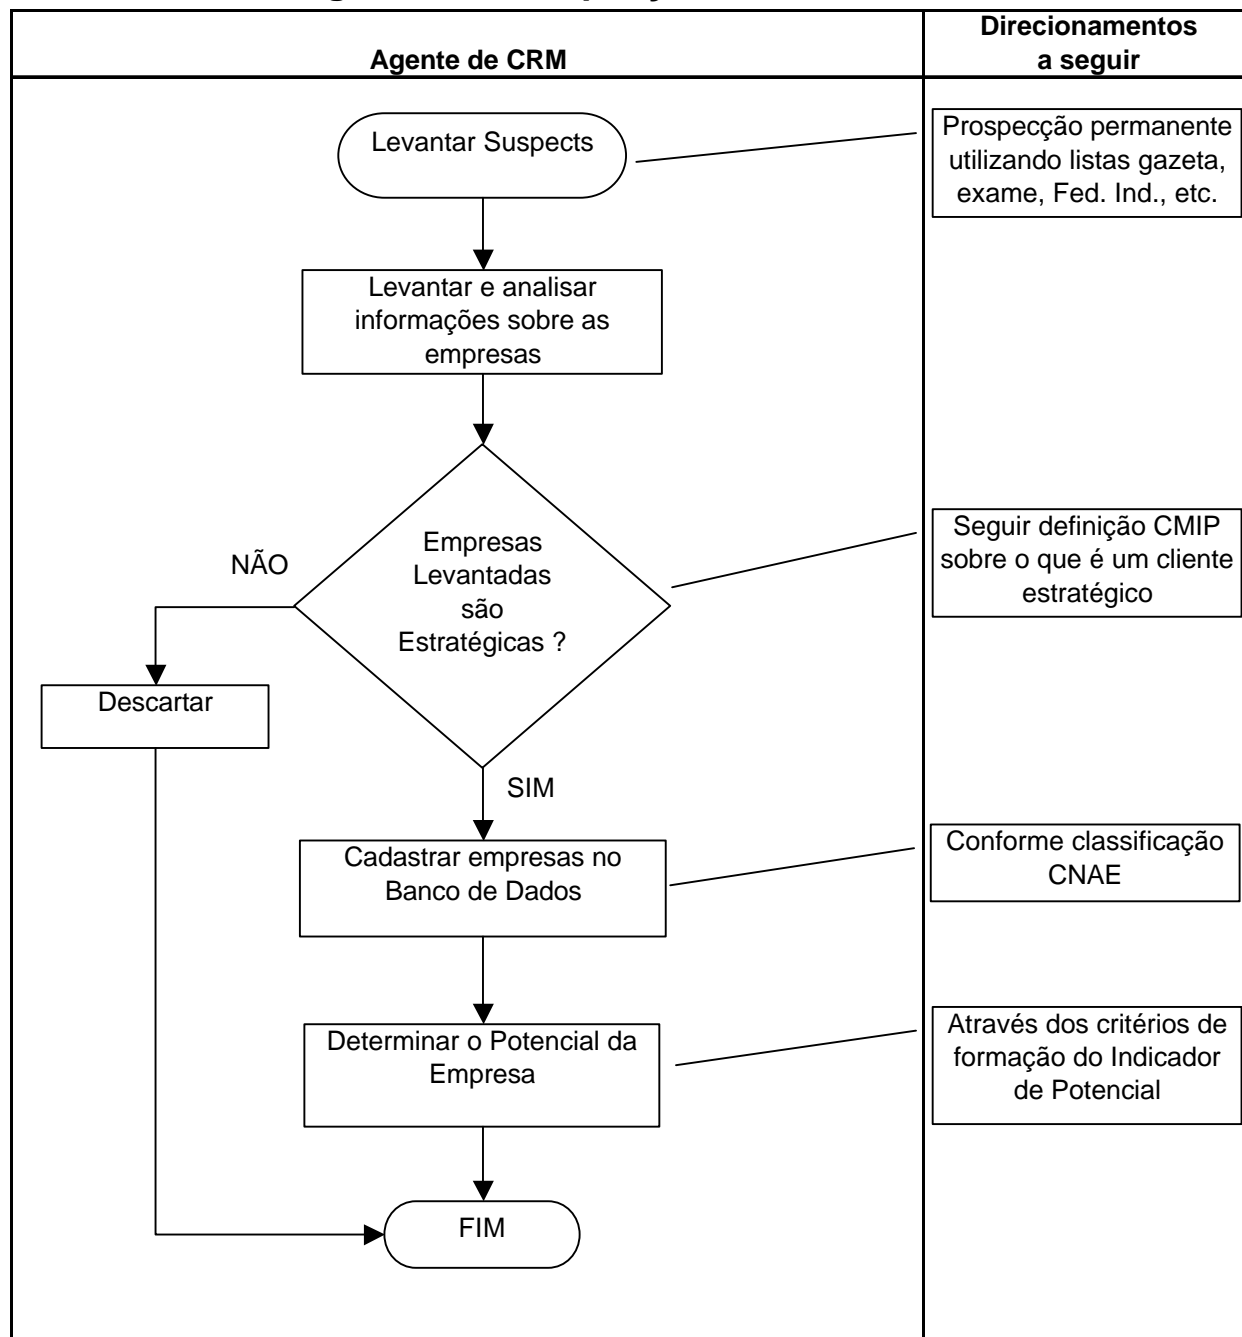 Agente de CRM
Direcionamentos
a seguir
Levantar Suspects
Prospecção permanente
utilizando listas gazeta,
exame, Fed. Ind., etc.
Levantar e analisar
informações sobre as
empresas
Empresas
Levantadas
são
Estratégicas ?
Seguir definição CMIP
sobre o que é um cliente
estratégico
NÃO
Descartar
SIM
Cadastrar empresas no
Banco de Dados
Conforme classificação
CNAE
Determinar o Potencial da
Empresa
Através dos critérios de
formação do Indicador
de Potencial
FIM